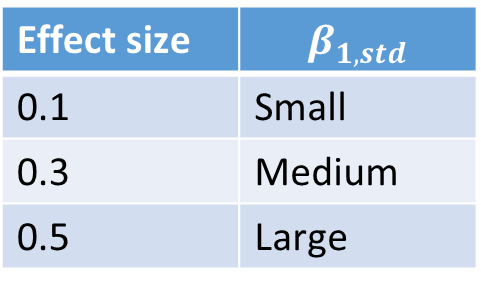 Effect size β1,std
0.1 Small
0.3 Medium
0.5 Large